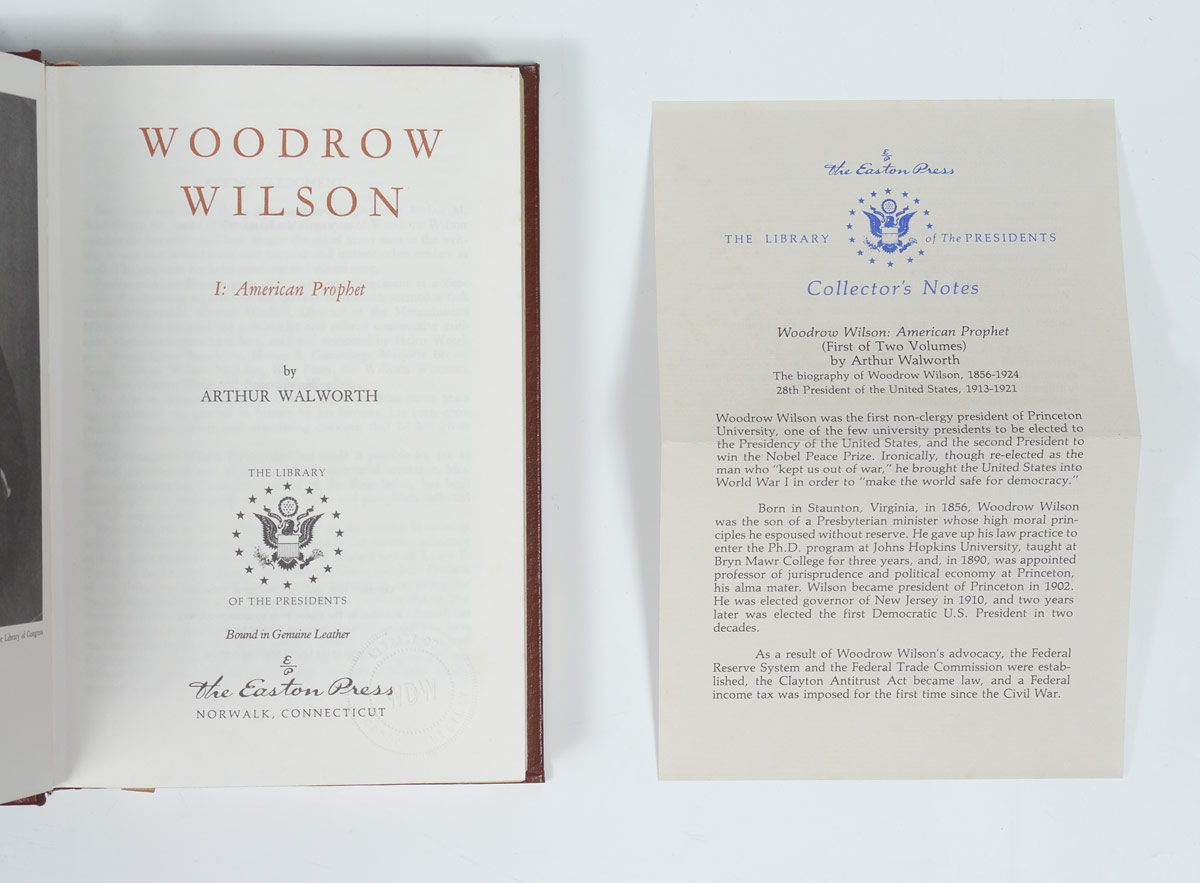 WOODROW
WILSON
I: American Prophet
by
ARTHUR WALWORTH
THE LIBRARY
OF THE PRESIDENTS
Bound in Genuine Leather
E/P
The Easton Press
NORWALK, CONNECTICUT
Library of Congress
WDW
E/P
The Easton Press
THE LIBRARY of The PRESIDENTS
Collector's Notes
Woodrow Wilson: American Prophet
(First of Two Volumes)
by Arthur Walworth
The biography of Woodrow Wilson, 1856-1924
28th President of the United States, 1913-1921
Woodrow Wilson was the first non-clergy president of Princeton
University, one of the few university presidents to be elected to
the Presidency of the United States, and the second President to
win the Nobel Peace Prize. Ironically, though re-elected as the
man who "kept us out of war," he brought the United States into
World War I in order to "make the world safe for democracy."
Born in Staunton, Virginia, in 1856, Woodrow Wilson
was the son of a Presbyterian minister whose high moral prin-
ciples he espoused without reserve. He gave up his law practice to
enter the Ph.D. program at Johns Hopkins University, taught at
Bryn Mawr College for three years, and, in 1890, was appointed
professor of jurisprudence and political economy at Princeton,
his alma mater. Wilson became president of Princeton in 1902.
He was elected governor of New Jersey in 1910, and two years
later was elected the first Democratic U.S. President in two
decades.
As a result of Woodrow Wilson's advocacy, the Federal
Reserve System and the Federal Trade Commission were estab-
lished, the Clayton Antitrust Act became law, and a Federal
income tax was imposed for the first time since the Civil War.